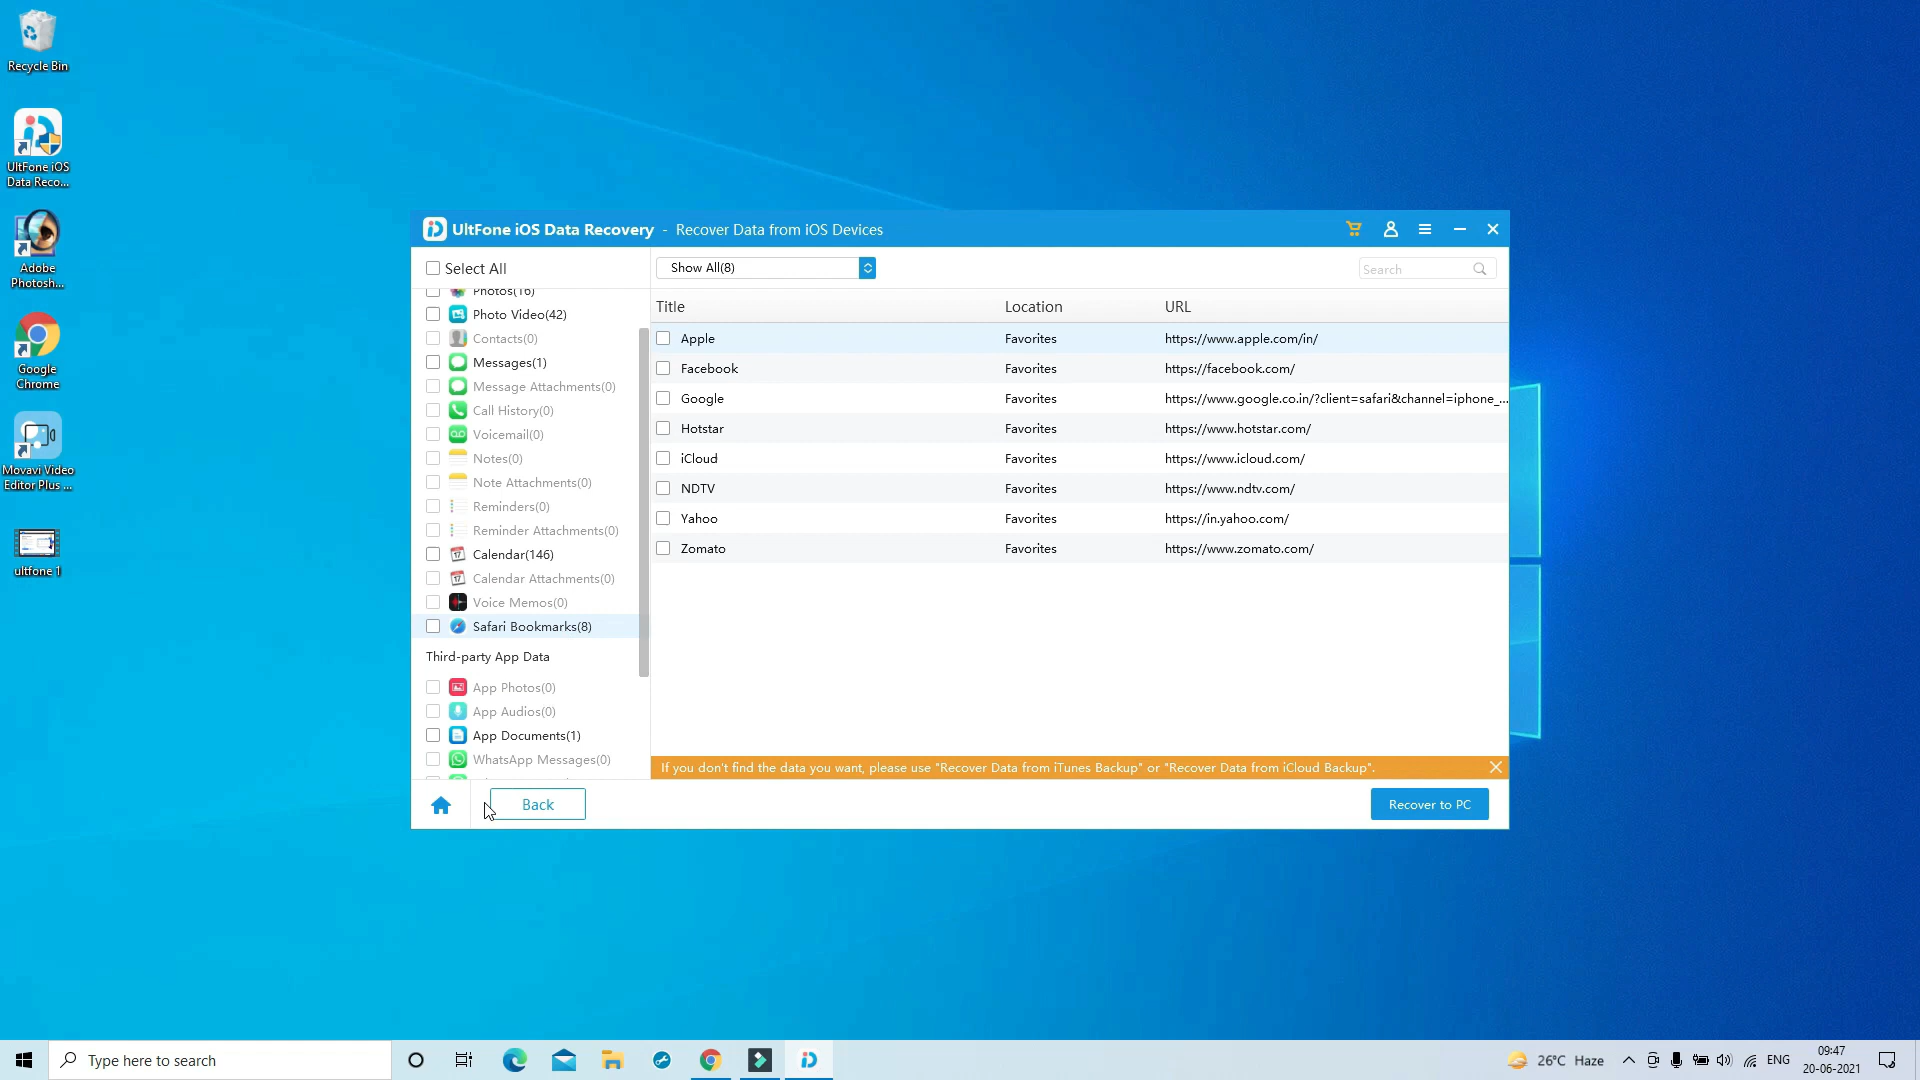 Recycle Bin
UltFone iOS
Data Reco...
Adobe
Photosh...
Google
Chrome
Movavi Video
Editor Plus ...
ultfone 1
UltFone iOS Data Recovery - Recover Data from iOS Devices
Select All
Show All(8)
Search
Photos(16)
Photo Video(42)
Contacts(0)
Messages(1)
Message Attachments(0)
Call History(0)
Voicemail(0)
Notes(0)
Note Attachments(0)
Reminders(0)
Reminder Attachments(0)
Calendar(146)
Calendar Attachments(0)
Voice Memos(0)
Safari Bookmarks(8)
Third-party App Data
App Photos(0)
App Audios(0)
App Documents(1)
WhatsApp Messages(0)
Title Location URL
Apple Favorites https://www.apple.com/in/
Facebook Favorites https://facebook.com/
Google Favorites https://www.google.co.in/?client=safari&channel=iphone_...
Hotstar Favorites https://www.hotstar.com/
iCloud Favorites https://www.icloud.com/
NDTV Favorites https://www.ndtv.com/
Yahoo Favorites https://in.yahoo.com/
Zomato Favorites https://www.zomato.com/
If you don't find the data you want, please use "Recover Data from iTunes Backup" or "Recover Data from iCloud Backup".
Back
Recover to PC
Type here to search
26°C Haze
ENG
09:47
20-06-2021